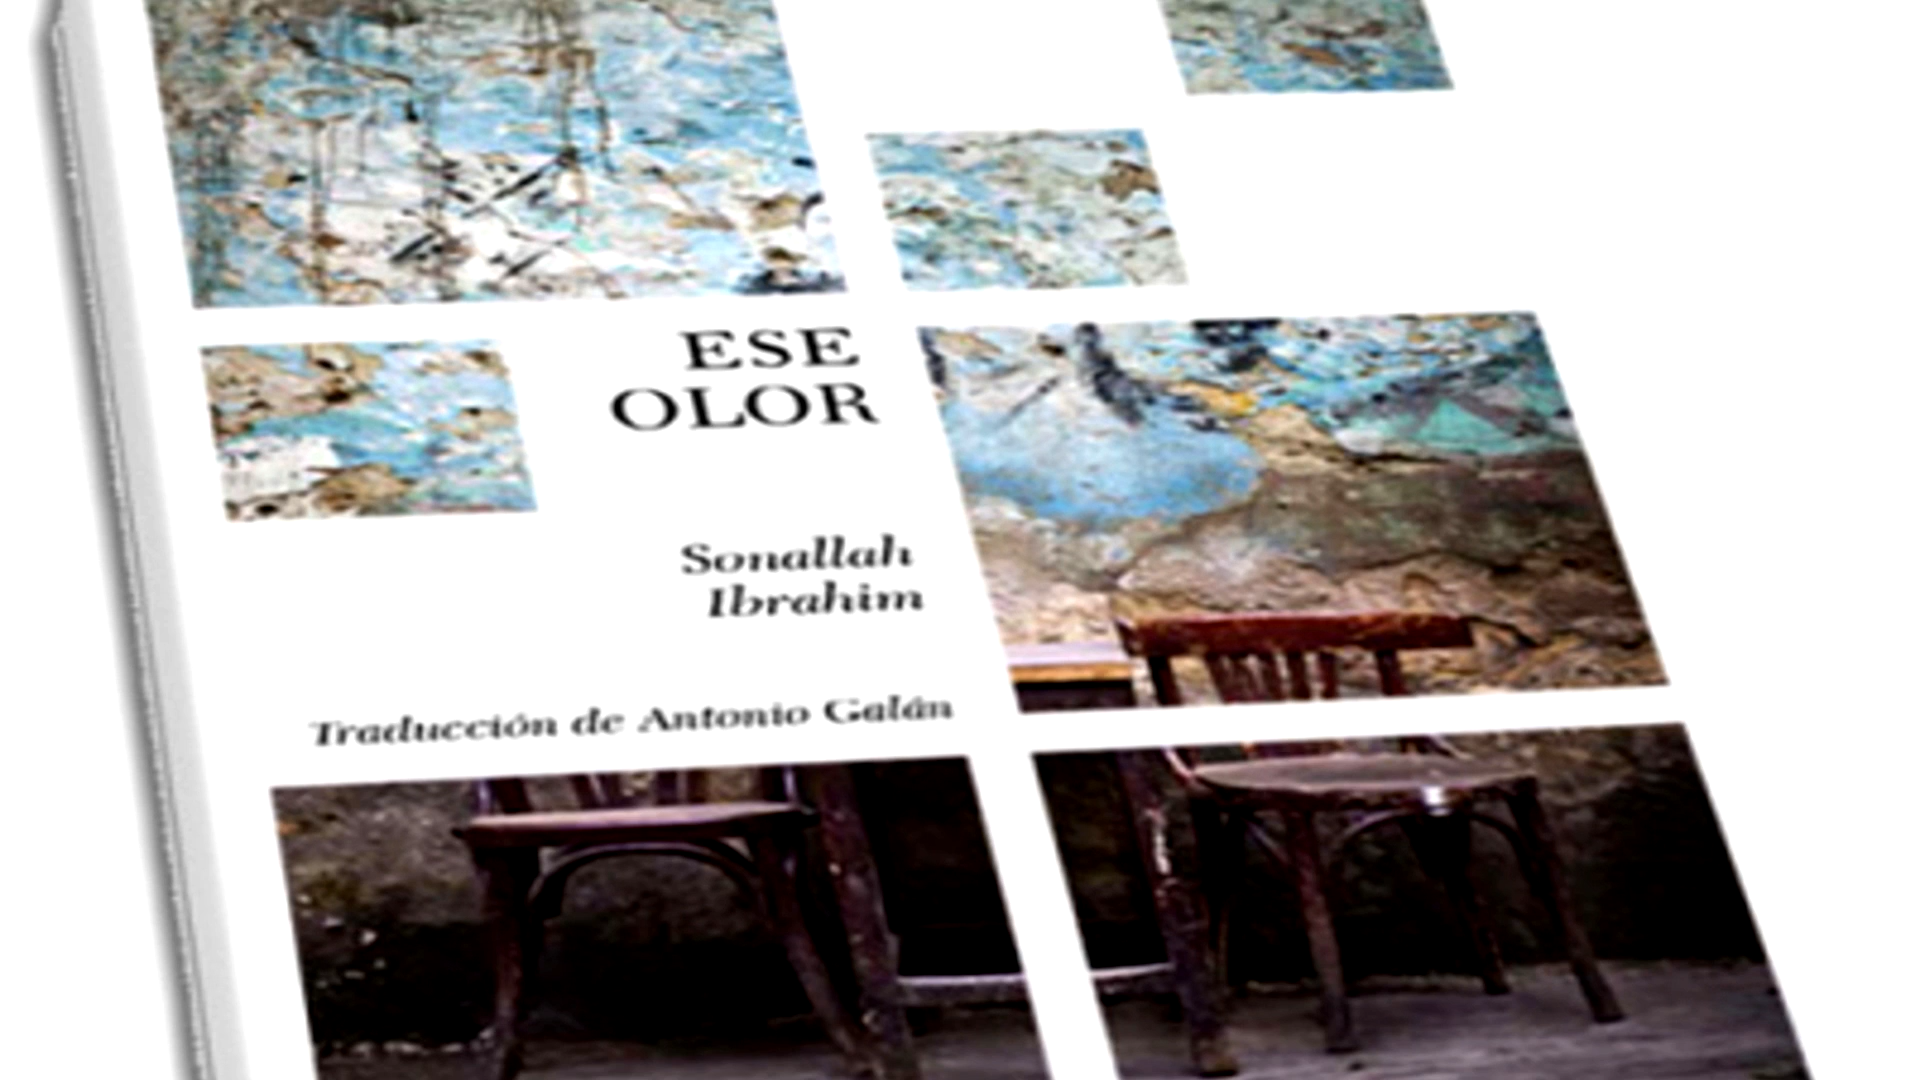 ESE
OLOR
Sonallah
Ibrahim
Traducción de Antonio Galán